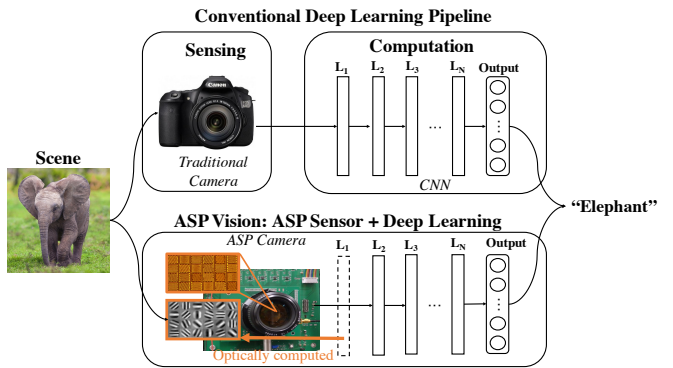 Conventional Deep Learning Pipeline
Sensing
Computation
L1 L2 L3 LN Output
Canon
...
Traditional
Camera
CNN
Scene
"Elephant"
ASP Vision: ASP Sensor + Deep Learning
ASP Camera
L1 L2 L3 LN Output
...
Optically computed